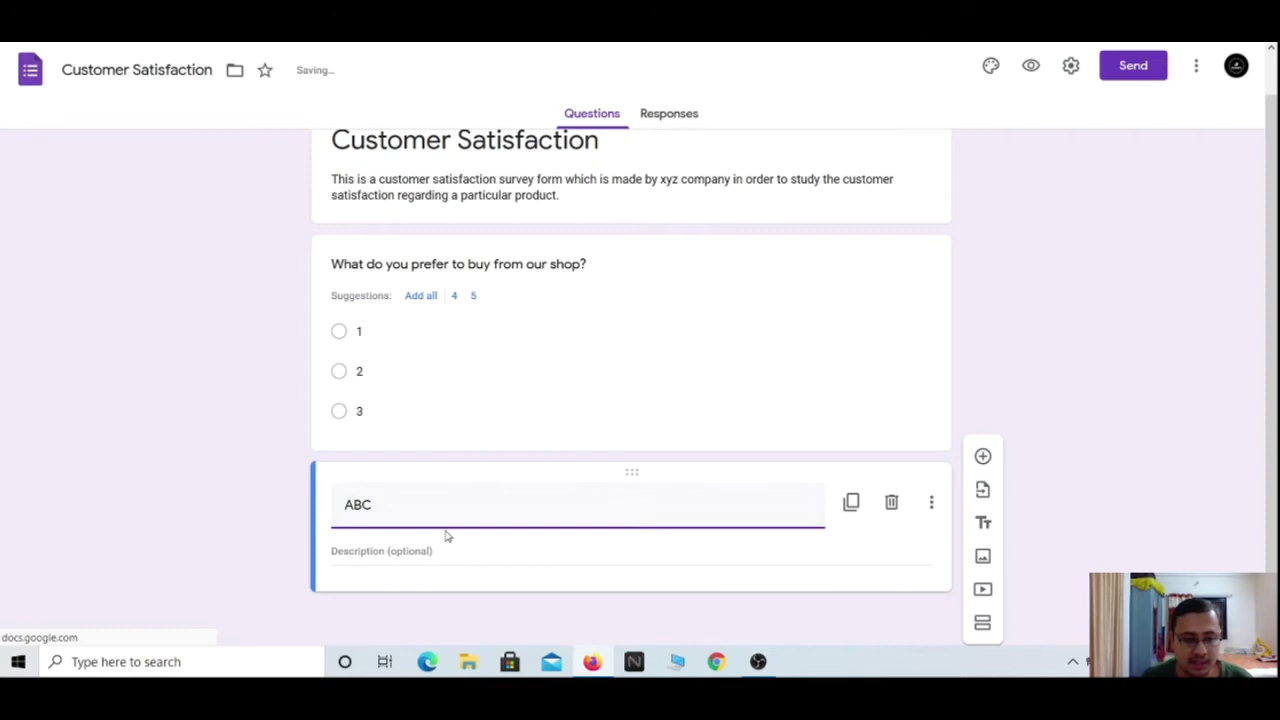 Customer Satisfaction
Saving...
Send
Questions
Responses
Customer Satisfaction
This is a customer satisfaction survey form which is made by xyz company in order to study the customer
satisfaction regarding a particular product.
What do you prefer to buy from our shop?
Suggestions: Add all 4 5
1
2
3
ABC
Description (optional)
Tт
docs.google.com
Type here to search
N